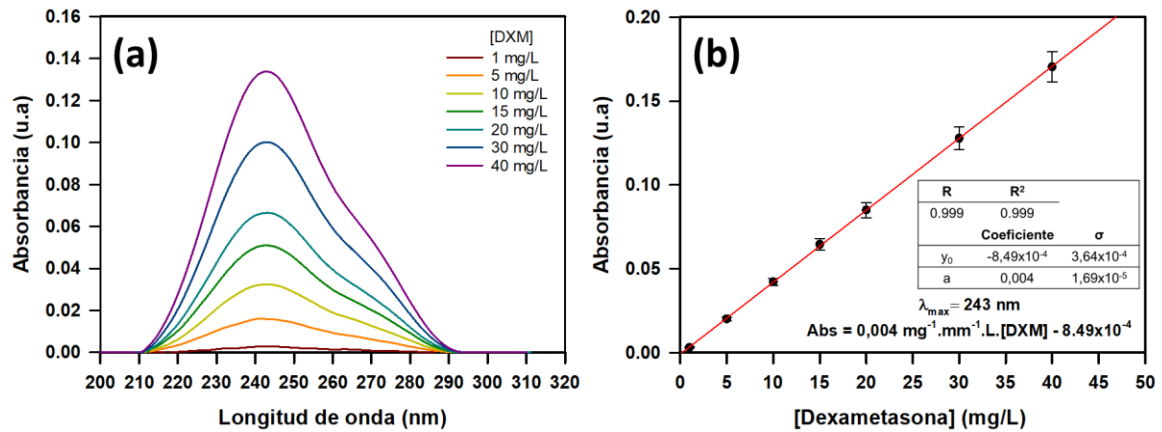 (a)
Absorbancia (u.a)
0.16
0.14
0.12
0.10
0.08
0.06
0.04
0.02
0.00
200 210 220 230 240 250 260 270 280 290 300 310 320
Longitud de onda (nm)
[DXM]
1 mg/L
5 mg/L
10 mg/L
15 mg/L
20 mg/L
30 mg/L
40 mg/L
(b)
Absorbancia (u.a)
0.20
0.15
0.10
0.05
0.00
0 5 10 15 20 25 30 35 40 45 50
[Dexametasona] (mg/L)
R R²
0.999 0.999
Coeficiente σ
y₀ -8,49x10⁻⁴ 3,64x10⁻⁴
a 0,004 1,69x10⁻⁵
λmax= 243 nm
Abs = 0,004 mg⁻¹.mm⁻¹.L.[DXM] - 8.49x10⁻⁴